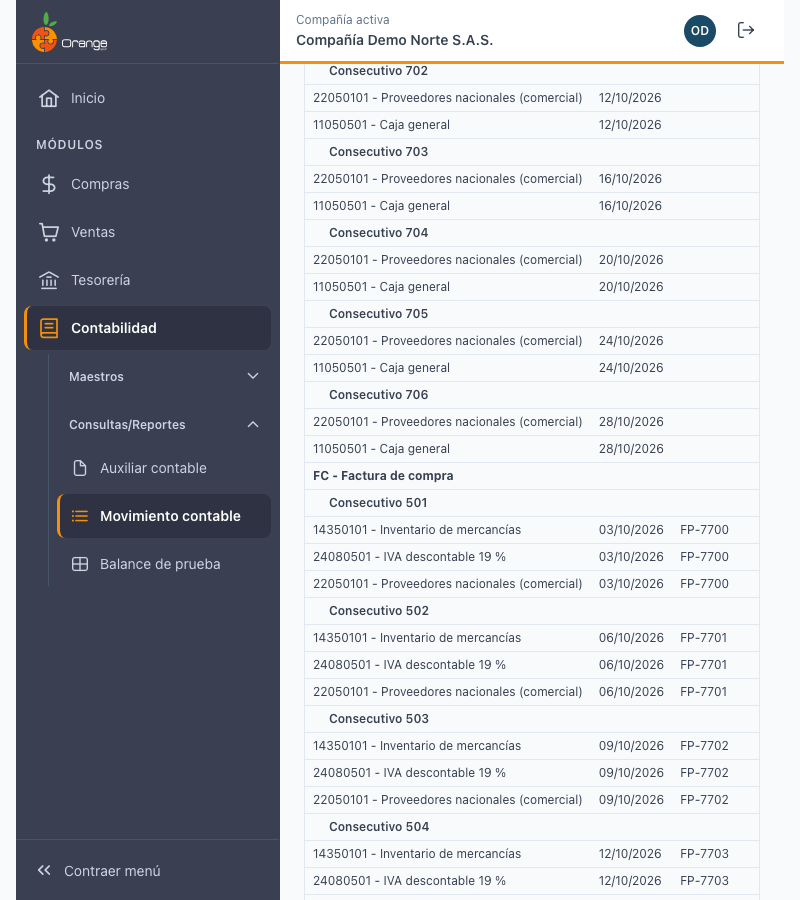 Orange
Inicio
MÓDULOS
Compras
Ventas
Tesorería
Contabilidad
Maestros
Consultas/Reportes
Auxiliar contable
Movimiento contable
Balance de prueba
Contraer menú
Compañía activa
Compañía Demo Norte S.A.S.
OD
Consecutivo 702
22050101 - Proveedores nacionales (comercial) 12/10/2026
11050501 - Caja general 12/10/2026
Consecutivo 703
22050101 - Proveedores nacionales (comercial) 16/10/2026
11050501 - Caja general 16/10/2026
Consecutivo 704
22050101 - Proveedores nacionales (comercial) 20/10/2026
11050501 - Caja general 20/10/2026
Consecutivo 705
22050101 - Proveedores nacionales (comercial) 24/10/2026
11050501 - Caja general 24/10/2026
Consecutivo 706
22050101 - Proveedores nacionales (comercial) 28/10/2026
11050501 - Caja general 28/10/2026
FC - Factura de compra
Consecutivo 501
14350101 - Inventario de mercancías 03/10/2026 FP-7700
24080501 - IVA descontable 19 % 03/10/2026 FP-7700
22050101 - Proveedores nacionales (comercial) 03/10/2026 FP-7700
Consecutivo 502
14350101 - Inventario de mercancías 06/10/2026 FP-7701
24080501 - IVA descontable 19 % 06/10/2026 FP-7701
22050101 - Proveedores nacionales (comercial) 06/10/2026 FP-7701
Consecutivo 503
14350101 - Inventario de mercancías 09/10/2026 FP-7702
24080501 - IVA descontable 19 % 09/10/2026 FP-7702
22050101 - Proveedores nacionales (comercial) 09/10/2026 FP-7702
Consecutivo 504
14350101 - Inventario de mercancías 12/10/2026 FP-7703
24080501 - IVA descontable 19 % 12/10/2026 FP-7703